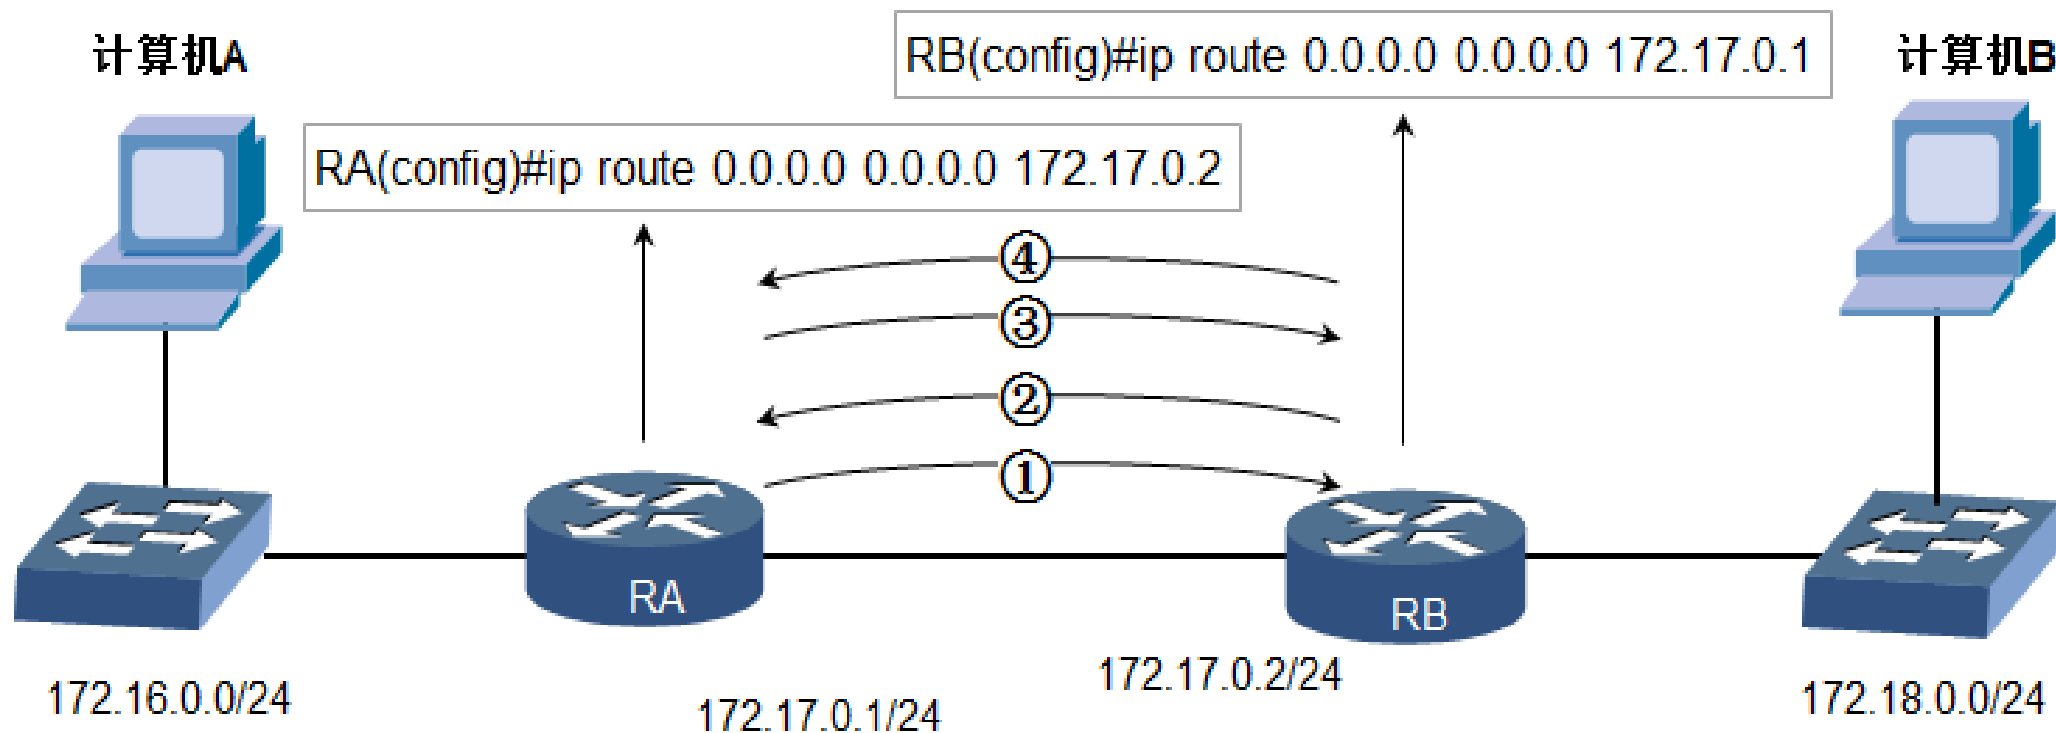 计算机A
RB(config)#ip route 0.0.0.0 0.0.0.0 172.17.0.1
计算机B
RA(config)#ip route 0.0.0.0 0.0.0.0 172.17.0.2
④
③
②
①
RA
RB
172.16.0.0/24
172.17.0.1/24
172.17.0.2/24
172.18.0.0/24